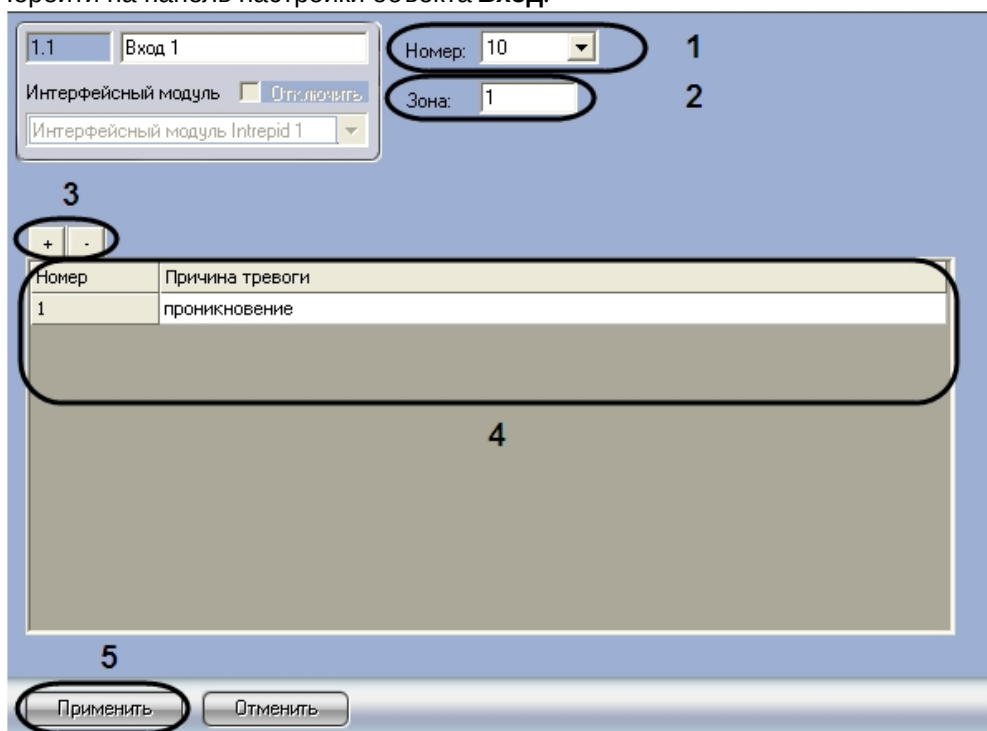 перейти на панель настройки объекта Вход.
1.1 Вход 1 Номер: 10 1
Интерфейсный модуль Отключить Зона: 1 2
Интерфейсный модуль Intrepid 1
3
+ -
Номер Причина тревоги
1 проникновение
4
5
Применить Отменить